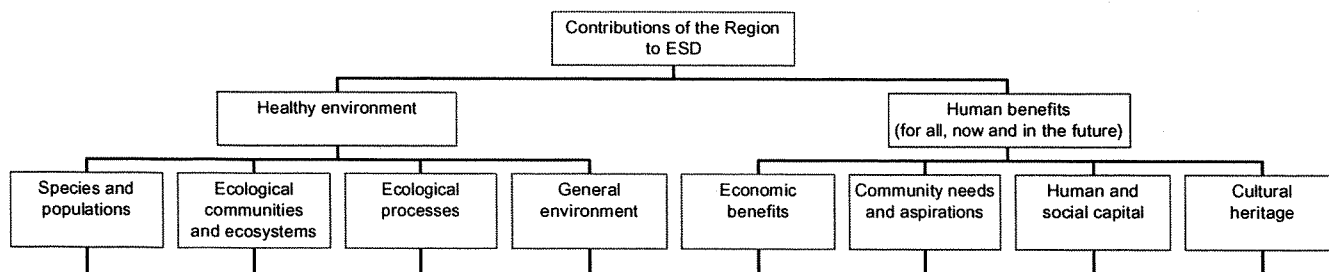 Contributions of the Region
to ESD
Healthy environment
Human benefits
(for all, now and in the future)
Species and
populations
Ecological
communities
and ecosystems
Ecological
processes
General
environment
Economic
benefits
Community needs
and aspirations
Human and
social capital
Cultural
heritage